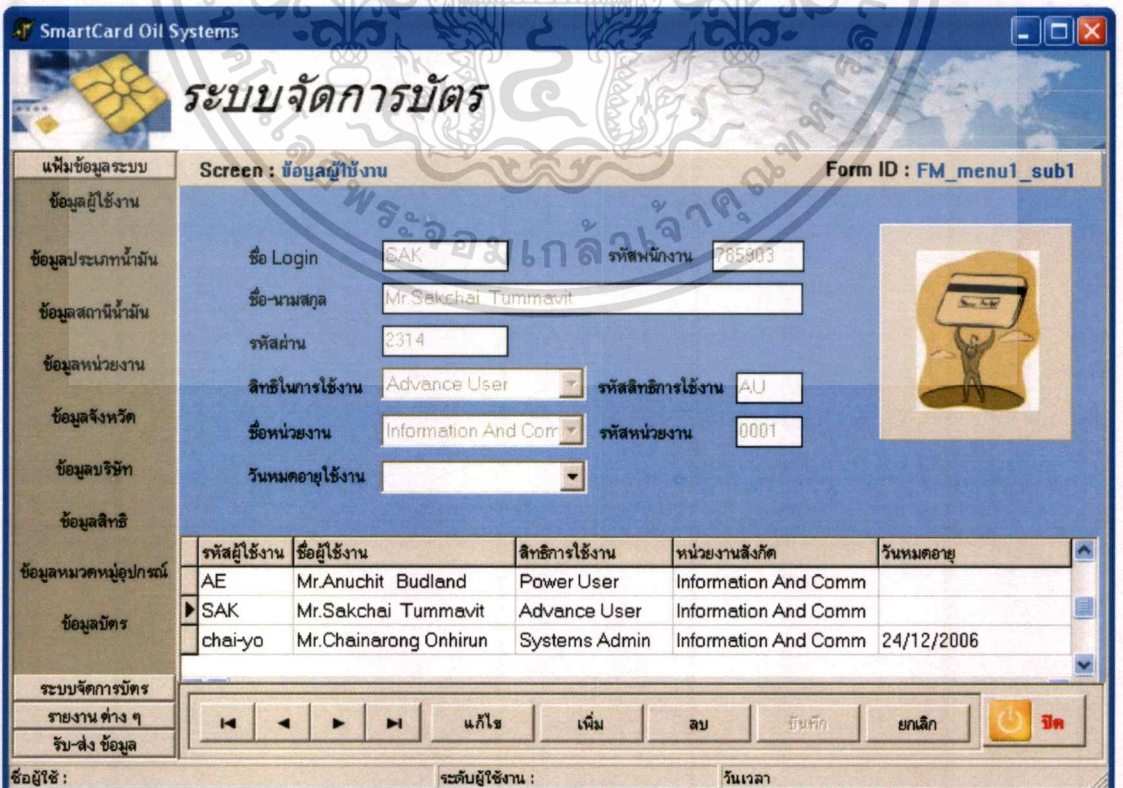 SmartCard Oil Systems
ระบบจัดการบัตร
แฟ้มข้อมูลระบบ
Screen : ข้อมูลผู้ใช้งาน
Form ID : FM_menu1_sub1
ข้อมูลผู้ใช้งาน
ข้อมูลประเภทน้ำมัน
ข้อมูลสถานีน้ำมัน
ข้อมูลหน่วยงาน
ข้อมูลจังหวัด
ข้อมูลบริษัท
ข้อมูลสิทธิ
ข้อมูลหมวดหมู่อุปกรณ์
ข้อมูลบัตร
ระบบจัดการบัตร
รายงาน ต่าง ๆ
รับ-ส่ง ข้อมูล
ชื่อ Login SAK รหัสพนักงาน 785903
ชื่อ-นามสกุล Mr.Sakchai Tummavit
รหัสผ่าน 2314
สิทธิในการใช้งาน Advance User รหัสสิทธิการใช้งาน AU
ชื่อหน่วยงาน Information And Com รหัสหน่วยงาน 0001
วันหมดอายุใช้งาน
รหัสผู้ใช้งาน ชื่อผู้ใช้งาน สิทธิการใช้งาน หน่วยงานสังกัด วันหมดอายุ
AE Mr.Anuchit Budland Power User Information And Comm
SAK Mr.Sakchai Tummavit Advance User Information And Comm
chai-yo Mr.Chainarong Onhirun Systems Admin Information And Comm 24/12/2006
แก้ไข เพิ่ม ลบ บันทึก ยกเลิก ปิด
ชื่อผู้ใช้ : ระดับผู้ใช้งาน : วันเวลา
พระจอมเกล้าเจ้าคุณทหาร